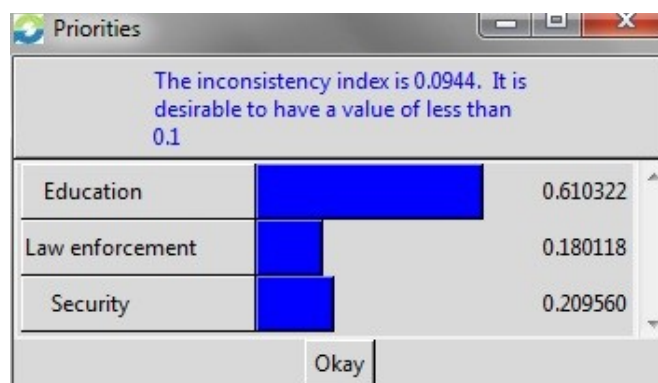 Priorities
The inconsistency index is 0.0944. It is
desirable to have a value of less than
0.1
Education 0.610322
Law enforcement 0.180118
Security 0.209560
Okay